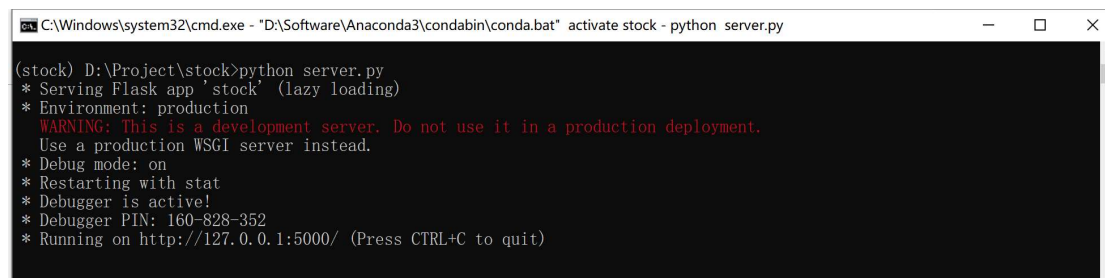 C:\Windows\system32\cmd.exe - "D:\Software\Anaconda3\condabin\conda.bat" activate stock - python server.py
(stock) D:\Project\stock>python server.py
* Serving Flask app 'stock' (lazy loading)
* Environment: production
WARNING: This is a development server. Do not use it in a production deployment.
Use a production WSGI server instead.
* Debug mode: on
* Restarting with stat
* Debugger is active!
* Debugger PIN: 160-828-352
* Running on http://127.0.0.1:5000/ (Press CTRL+C to quit)